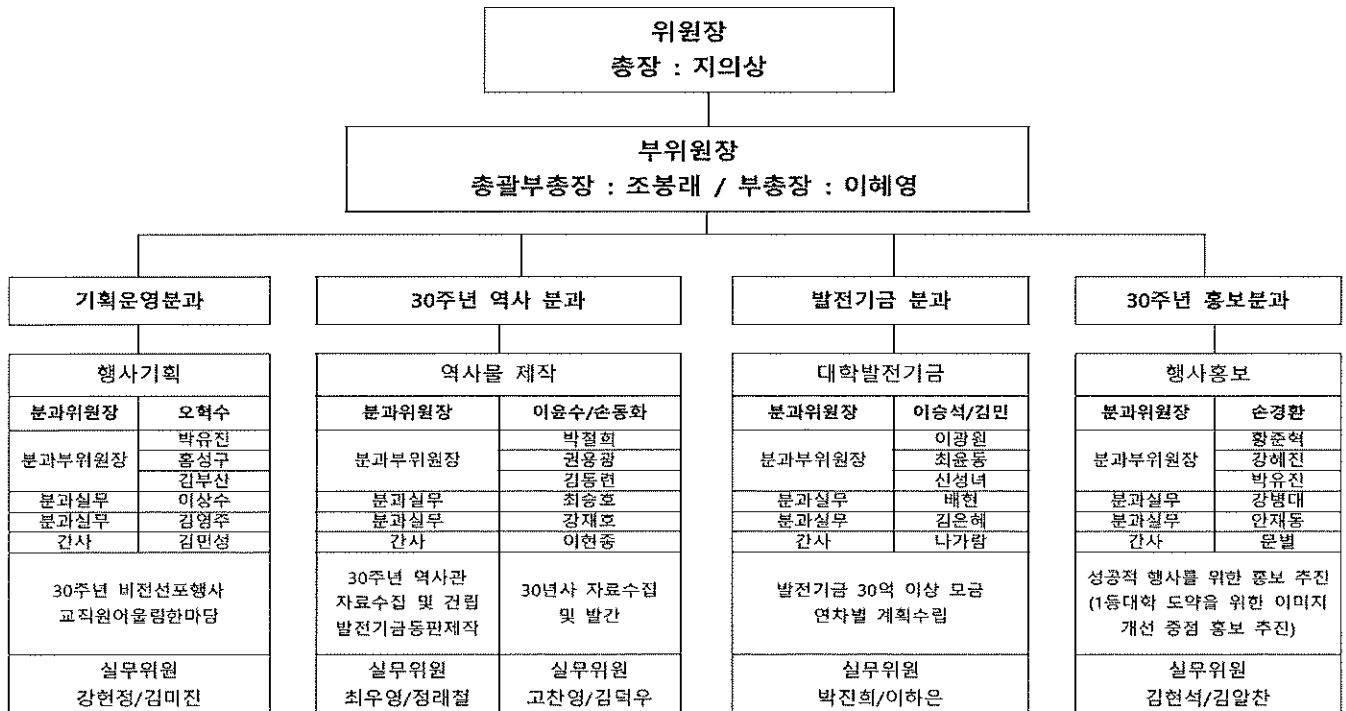 위원장
총장 : 지의상
부위원장
총괄부총장 : 조봉래 / 부총장 : 이혜영
기획운영분과
행사기획
분과위원장 오혁수
분과부위원장 박유진
홍성구
김부산
분과실무 이상수
분과실무 김영주
간사 김민성
30주년 비전선포행사
교직원어울림한마당
실무위원
강현정/김미진
30주년 역사 분과
역사물 제작
분과위원장 이윤수/손동화
분과부위원장 박철희
권용광
김동련
분과실무 최승호
분과실무 강재호
간사 이현종
30주년 역사관
자료수집 및 건립
발전기금동판제작
30년사 자료수집
및 발간
실무위원
최우영/정래철
실무위원
고찬영/김덕우
발전기금 분과
대학발전기금
분과위원장 이승석/김민
분과부위원장 이광원
최윤동
신성녀
분과실무 배현
분과실무 김은혜
간사 나가람
발전기금 30억 이상 모금
연차별 계획수립
실무위원
박진희/이하은
30주년 홍보분과
행사홍보
분과위원장 손경환
분과부위원장 황준혁
강혜진
박유진
분과실무 강병대
분과실무 안재동
간사 문별
성공적 행사를 위한 홍보 추진
(1등대학 도약을 위한 이미지
개선 중점 홍보 추진)
실무위원
김현석/김알찬